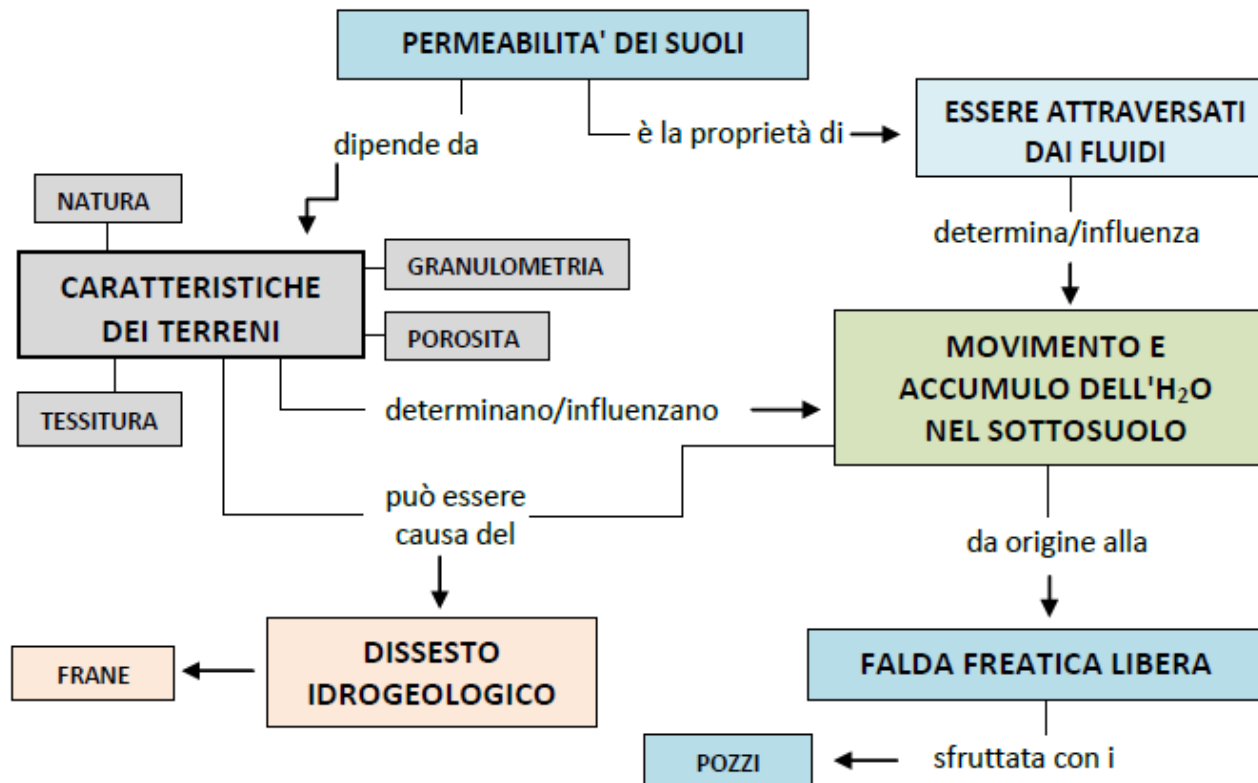 PERMEABILITA' DEI SUOLI
dipende da
è la proprietà di
ESSERE ATTRAVERSATI
DAI FLUIDI
NATURA
CARATTERISTICHE
DEI TERRENI
GRANULOMETRIA
POROSITA
TESSITURA
determina/influenza
determinano/influenzano
MOVIMENTO E
ACCUMULO DELL'H₂O
NEL SOTTOSUOLO
può essere
causa del
da origine alla
DISSESTO
IDROGEOLOGICO
FRANE
FALDA FREATICA LIBERA
sfruttata con i
POZZI